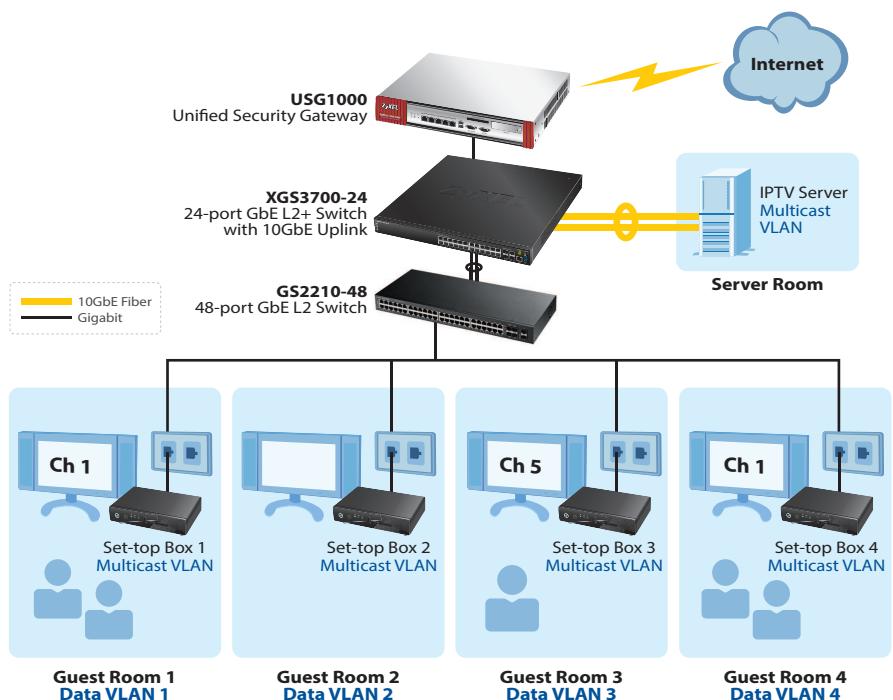 Internet
USG1000
Unified Security Gateway
ZyXEL
XGS3700-24
24-port GbE L2+ Switch
with 10GbE Uplink
ZyXEL
IPTV Server
Multicast
VLAN
Server Room
GS2210-48
48-port GbE L2 Switch
10GbE Fiber
Gigabit
Ch 1
Set-top Box 1
Multicast VLAN
Guest Room 1
Data VLAN 1
Set-top Box 2
Multicast VLAN
Guest Room 2
Data VLAN 2
Ch 5
Set-top Box 3
Multicast VLAN
Guest Room 3
Data VLAN 3
Ch 1
Set-top Box 4
Multicast VLAN
Guest Room 4
Data VLAN 4